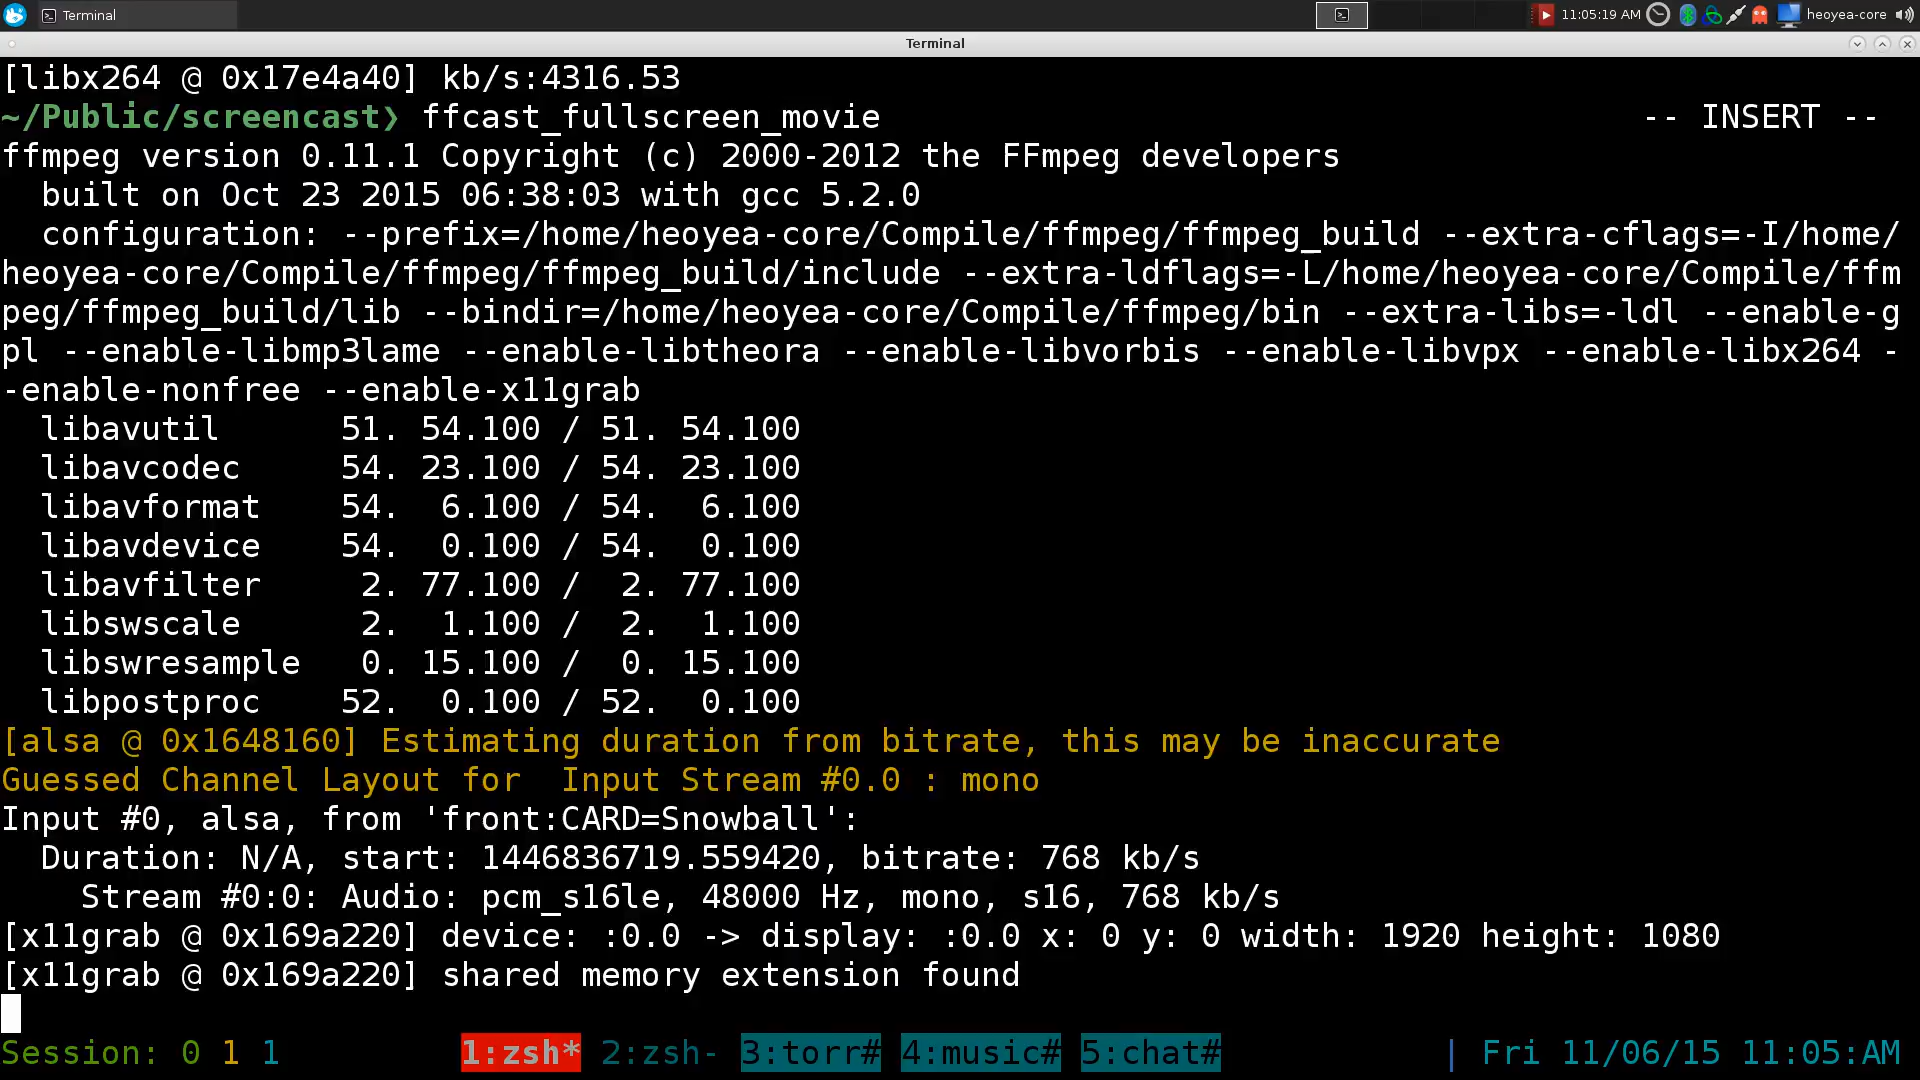 Terminal
11:05:19 AM
heoyea-core
Terminal
[libx264 @ 0x17e4a40] kb/s:4316.53
~/Public/screencast❯ ffcast_fullscreen_movie -- INSERT --
ffmpeg version 0.11.1 Copyright (c) 2000-2012 the FFmpeg developers
  built on Oct 23 2015 06:38:03 with gcc 5.2.0
  configuration: --prefix=/home/heoyea-core/Compile/ffmpeg/ffmpeg_build --extra-cflags=-I/home/
heoyea-core/Compile/ffmpeg/ffmpeg_build/include --extra-ldflags=-L/home/heoyea-core/Compile/ffm
peg/ffmpeg_build/lib --bindir=/home/heoyea-core/Compile/ffmpeg/bin --extra-libs=-ldl --enable-g
pl --enable-libmp3lame --enable-libtheora --enable-libvorbis --enable-libvpx --enable-libx264 -
-enable-nonfree --enable-x11grab
  libavutil      51. 54.100 / 51. 54.100
  libavcodec     54. 23.100 / 54. 23.100
  libavformat    54.  6.100 / 54.  6.100
  libavdevice    54.  0.100 / 54.  0.100
  libavfilter     2. 77.100 /  2. 77.100
  libswscale      2.  1.100 /  2.  1.100
  libswresample   0. 15.100 /  0. 15.100
  libpostproc    52.  0.100 / 52.  0.100
[alsa @ 0x1648160] Estimating duration from bitrate, this may be inaccurate
Guessed Channel Layout for  Input Stream #0.0 : mono
Input #0, alsa, from 'front:CARD=Snowball':
  Duration: N/A, start: 1446836719.559420, bitrate: 768 kb/s
    Stream #0:0: Audio: pcm_s16le, 48000 Hz, mono, s16, 768 kb/s
[x11grab @ 0x169a220] device: :0.0 -> display: :0.0 x: 0 y: 0 width: 1920 height: 1080
[x11grab @ 0x169a220] shared memory extension found
Session: 0 1 1 1:zsh* 2:zsh- 3:torr# 4:music# 5:chat# | Fri 11/06/15 11:05:AM